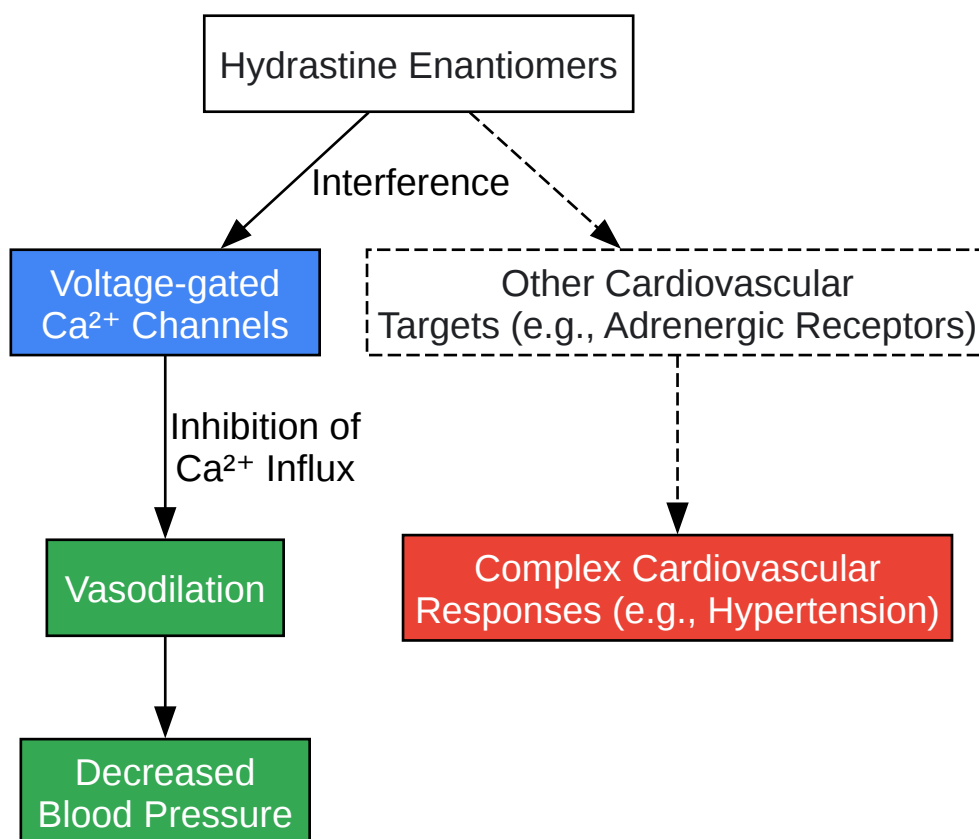 Hydrastine Enantiomers
Interference
Voltage-gated
Ca²⁺ Channels
Other Cardiovascular
Targets (e.g., Adrenergic Receptors)
Inhibition of
Ca²⁺ Influx
Vasodilation
Complex Cardiovascular
Responses (e.g., Hypertension)
Decreased
Blood Pressure